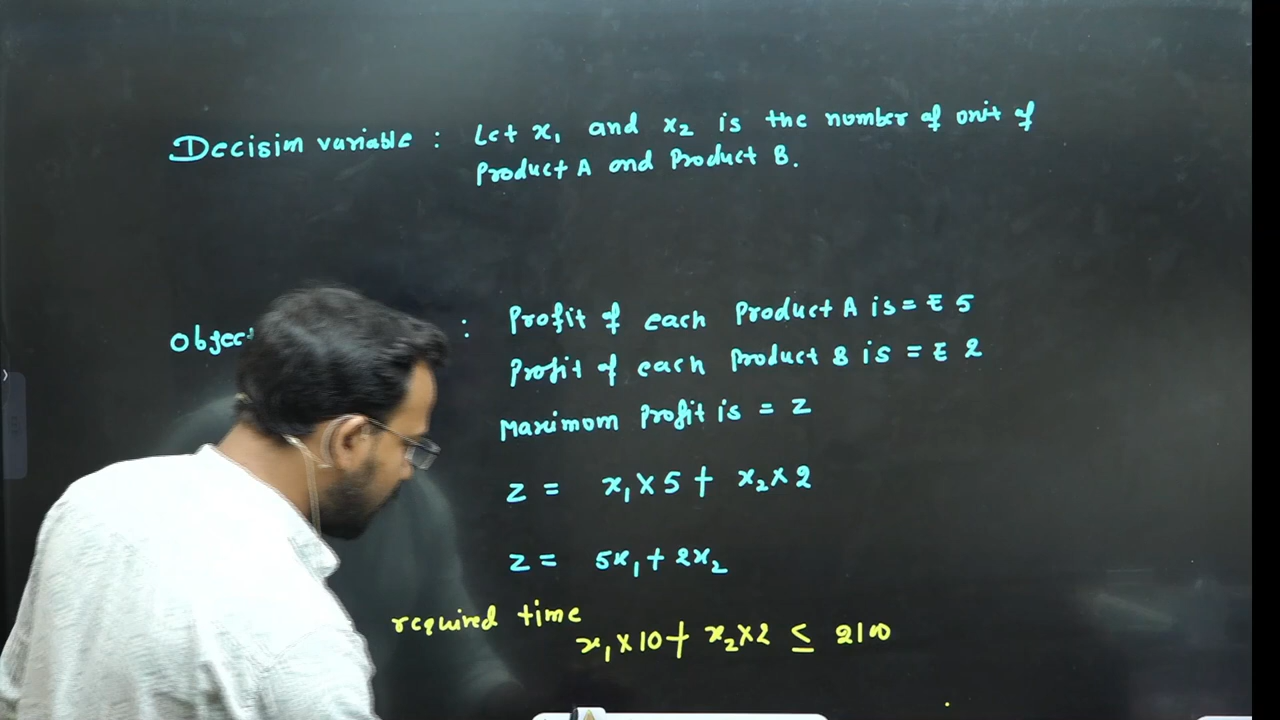 Decision variable : Let x₁ and x₂ is the number of unit of
Product A and Product B.
Object : Profit of each Product A is = ₹ 5
Profit of each Product B is = ₹ 2
Maximum Profit is = Z
Z = x₁ × 5 + x₂ × 2
Z = 5x₁ + 2x₂
required time
x₁ × 10 + x₂ × 2 ≤ 2100